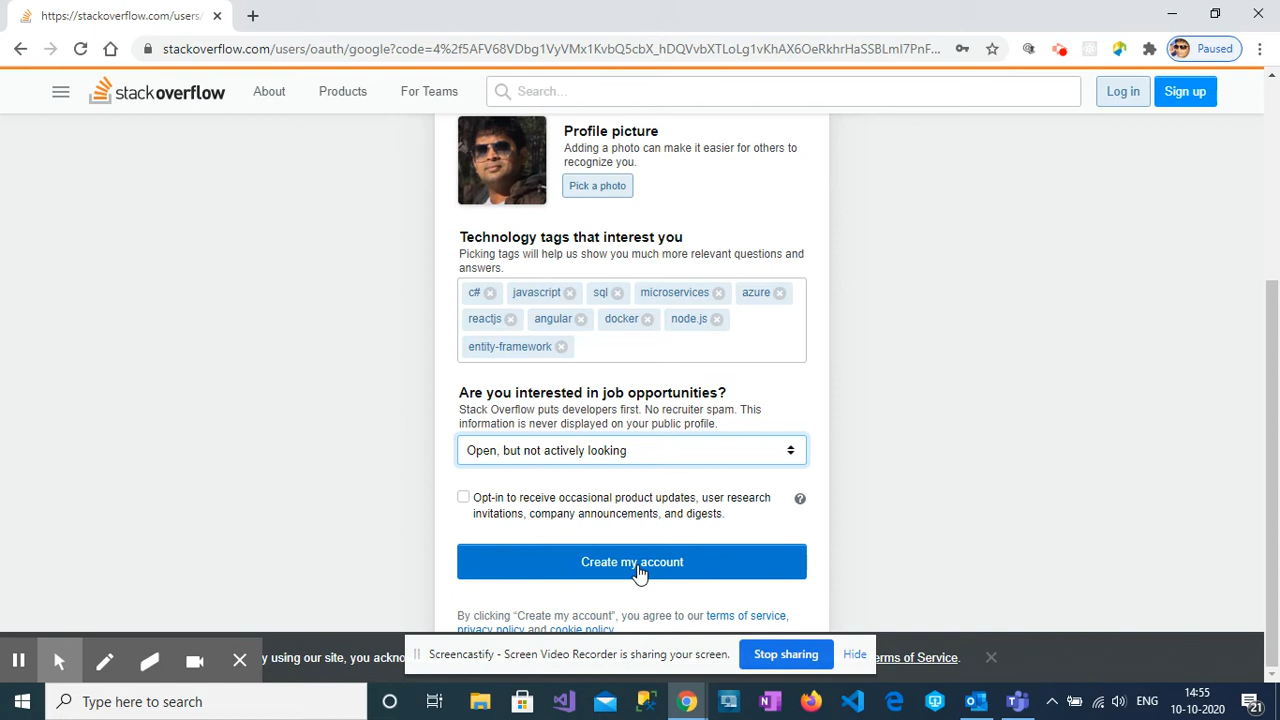 https://stackoverflow.com/users/
stackoverflow.com/users/oauth/google?code=4%2f5AFV68VDbg1VyVMx1KvbQ5cbX_hDQVvbXTLoLg1vKhAX6OeRkhrHaSSBLmI7PnF...
Paused
stackoverflow
About
Products
For Teams
Search...
Log in
Sign up
Profile picture
Adding a photo can make it easier for others to
recognize you.
Pick a photo
Technology tags that interest you
Picking tags will help us show you much more relevant questions and
answers.
c# javascript sql microservices azure
reactjs angular docker node.js
entity-framework
Are you interested in job opportunities?
Stack Overflow puts developers first. No recruiter spam. This
information is never displayed on your public profile.
Open, but not actively looking
Opt-in to receive occasional product updates, user research
invitations, company announcements, and digests.
Create my account
By clicking “Create my account”, you agree to our terms of service,
privacy policy and cookie policy.
y using our site, you ackno
Screencastify - Screen Video Recorder is sharing your screen.
Stop sharing
Hide
erms of Service.
Type here to search
ENG
14:55
10-10-2020
21